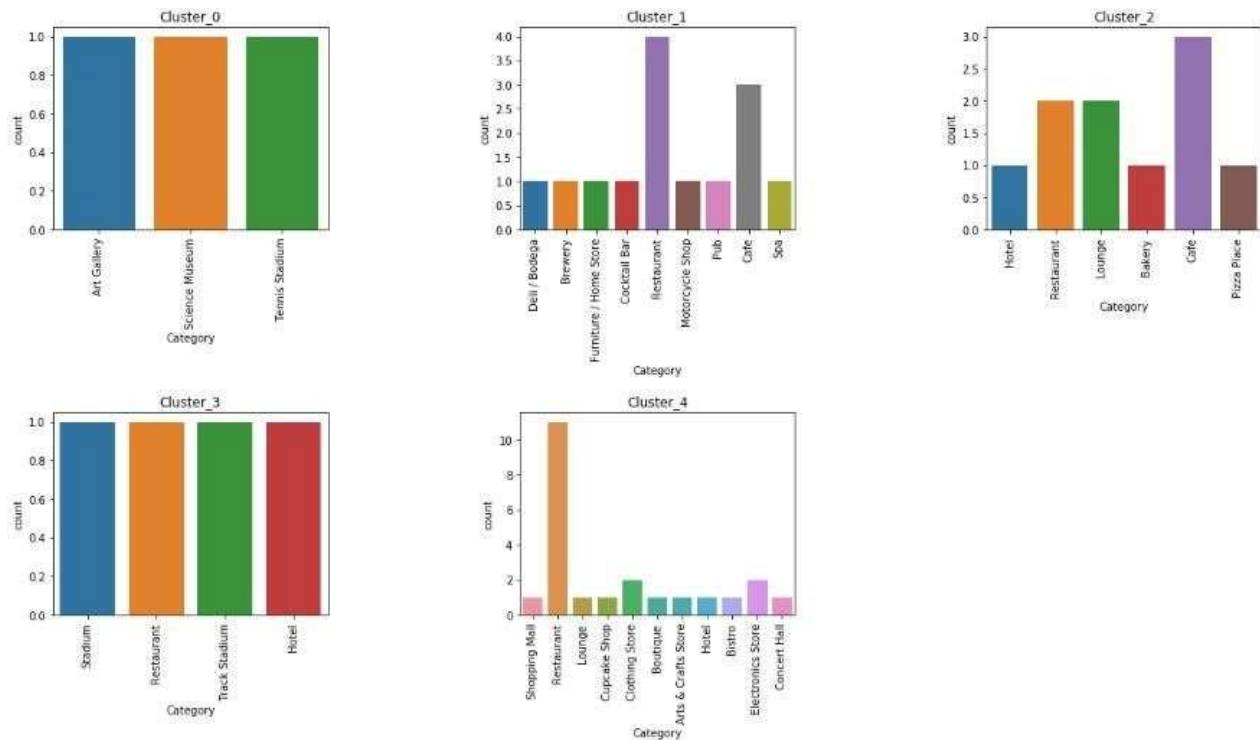 Cluster_0
1.0
0.8
0.6
0.4
0.2
0.0
count
Art Gallery
Science Museum
Tennis Stadium
Category
Cluster_1
4.0
3.5
3.0
2.5
2.0
1.5
1.0
0.5
0.0
count
Deli / Bodega
Brewery
Furniture / Home Store
Cocktail Bar
Restaurant
Motorcycle Shop
Pub
Cafe
Spa
Category
Cluster_2
3.0
2.5
2.0
1.5
1.0
0.5
0.0
count
Hotel
Restaurant
Lounge
Bakery
Cafe
Pizza Place
Category
Cluster_3
1.0
0.8
0.6
0.4
0.2
0.0
count
Stadium
Restaurant
Track Stadium
Hotel
Category
Cluster_4
10
8
6
4
2
0
count
Shopping Mall
Restaurant
Lounge
Cupcake Shop
Clothing Store
Boutique
Arts & Crafts Store
Hotel
Bistro
Electronics Store
Concert Hall
Category